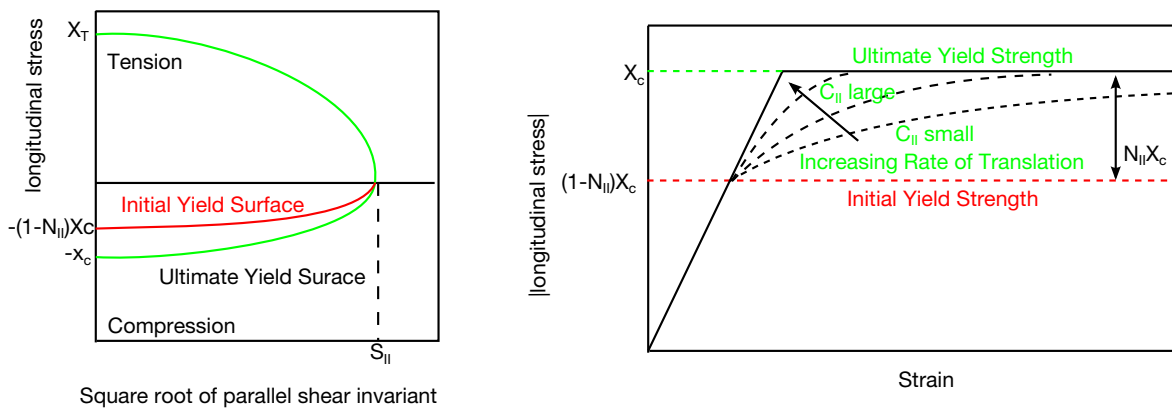 X_T
Tension
longitudinal stress
Initial Yield Surface
-(1-N_II)Xc
-x_c
Ultimate Yield Surace
Compression
S_II
Square root of parallel shear invariant
|longitudinal stress|
Ultimate Yield Strength
X_c
C_II large
C_II small
Increasing Rate of Translation
N_IIX_c
(1-N_II)X_c
Initial Yield Strength
Strain